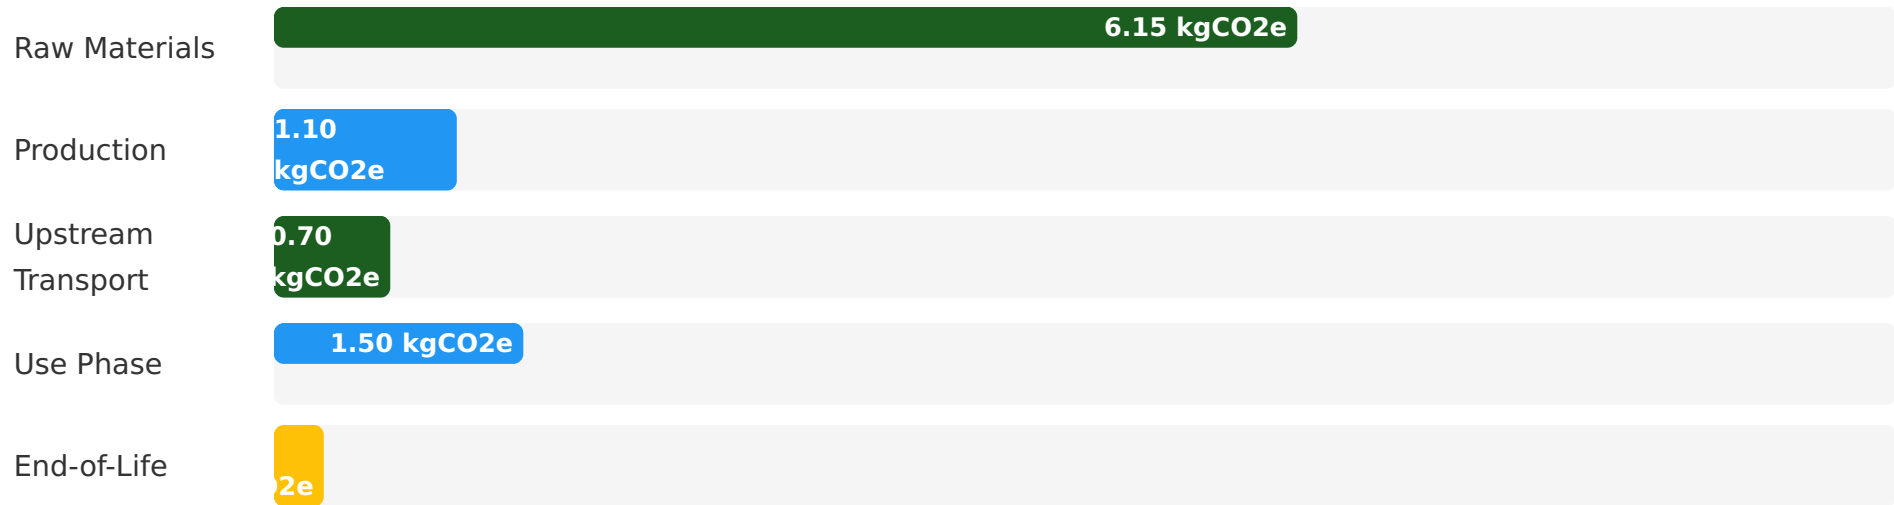 Raw Materials
6.15 kgCO2e
Production
1.10
kgCO2e
Upstream
Transport
0.70
kgCO2e
Use Phase
1.50 kgCO2e
End-of-Life